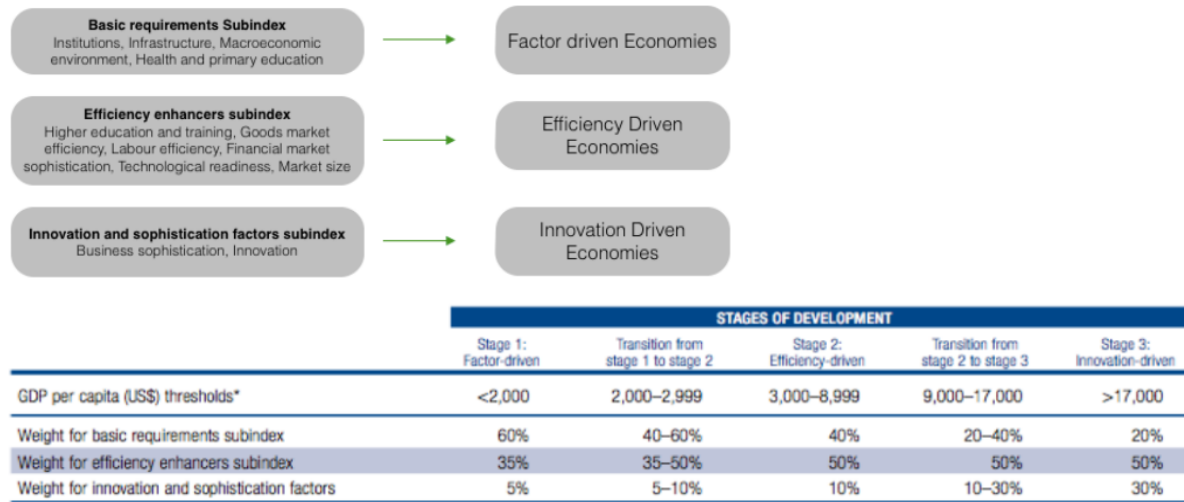 Basic requirements Subindex
Institutions, Infrastructure, Macroeconomic
environment, Health and primary education
Factor driven Economies
Efficiency enhancers subindex
Higher education and training, Goods market
efficiency, Labour efficiency, Financial market
sophistication, Technological readiness, Market size
Efficiency Driven
Economies
Innovation and sophistication factors subindex
Business sophistication, Innovation
Innovation Driven
Economies
STAGES OF DEVELOPMENT
Stage 1: Transition from Stage 2: Transition from Stage 3:
Factor-driven stage 1 to stage 2 Efficiency-driven stage 2 to stage 3 Innovation-driven
GDP per capita (US$) thresholds* <2,000 2,000–2,999 3,000–8,999 9,000–17,000 >17,000
Weight for basic requirements subindex 60% 40–60% 40% 20–40% 20%
Weight for efficiency enhancers subindex 35% 35–50% 50% 50% 50%
Weight for innovation and sophistication factors 5% 5–10% 10% 10–30% 30%